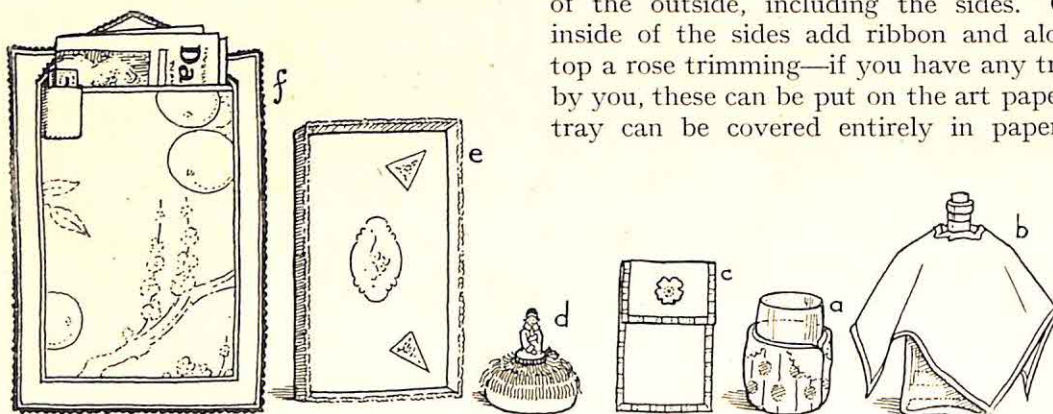 of the outside, including the sides.
inside of the sides add ribbon and alo
top a rose trimming—if you have any tr
by you, these can be put on the art pape
tray can be covered entirely in paper
Da
f
e
d
c
a
b